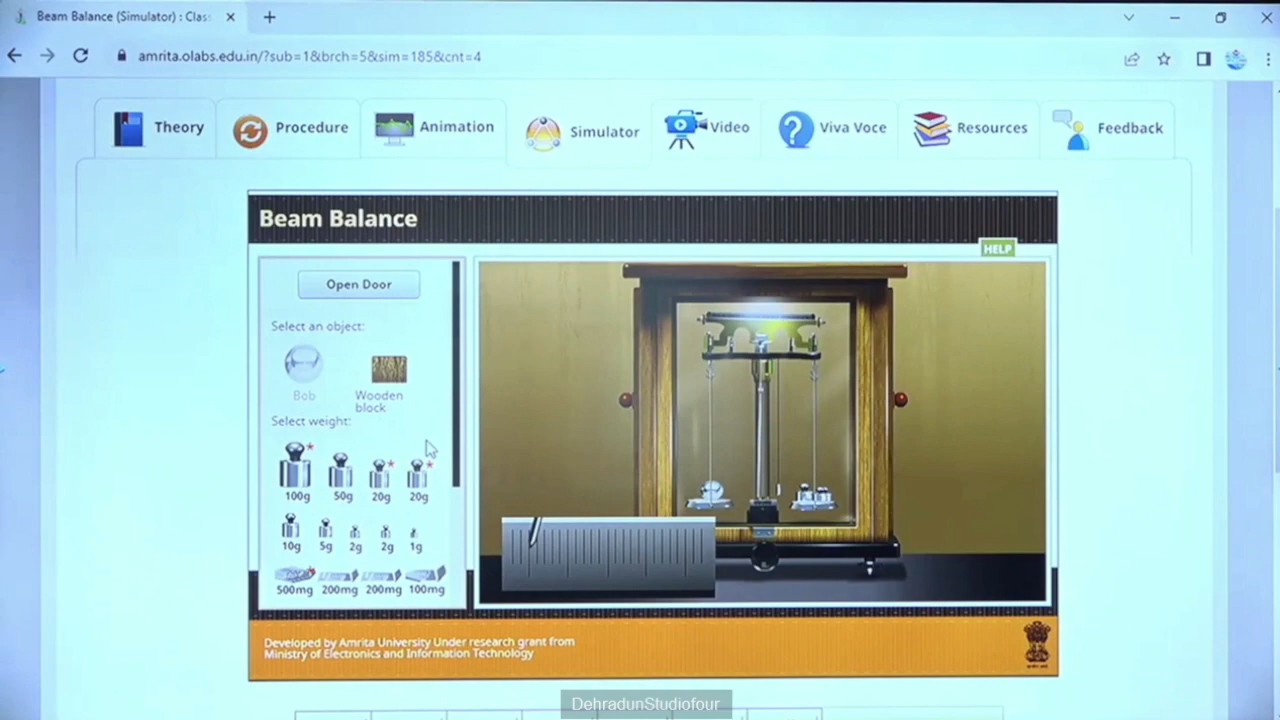 Beam Balance (Simulator) : Clas
amrita.olabs.edu.in/?sub=1&brch=5&sim=185&cnt=4
Theory
Procedure
Animation
Simulator
Video
Viva Voce
Resources
Feedback
Beam Balance
HELP
Open Door
Select an object:
Bob
Wooden block
Select weight:
100g 50g 20g 20g
10g 5g 2g 2g 1g
500mg 200mg 200mg 100mg
Developed by Amrita University Under research grant from
Ministry of Electronics and Information Technology
DehradunStudiofour